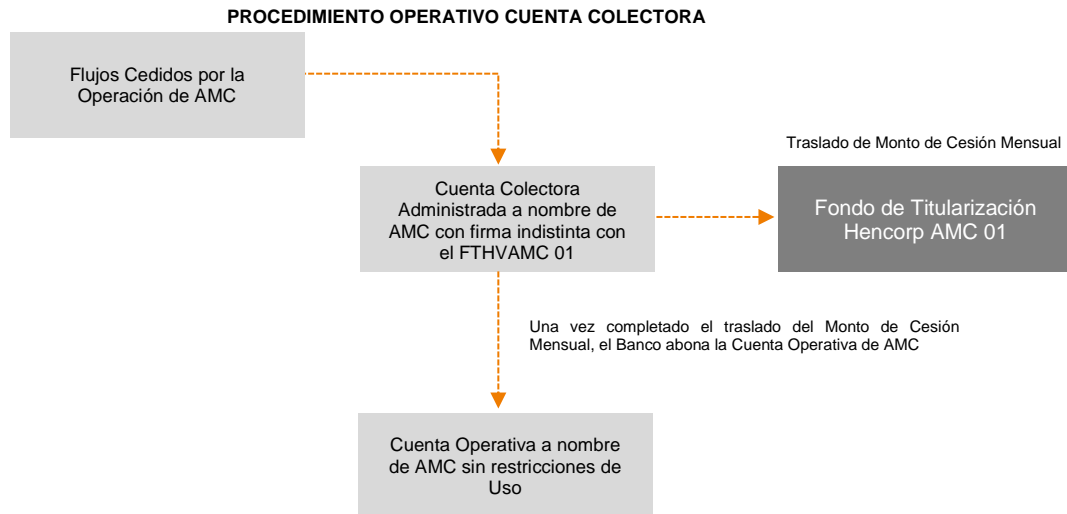 PROCEDIMIENTO OPERATIVO CUENTA COLECTORA
Flujos Cedidos por la
Operación de AMC
Traslado de Monto de Cesión Mensual
Cuenta Colectora
Administrada a nombre de
AMC con firma indistinta con
el FTHVAMC 01
Fondo de Titularización
Hencorp AMC 01
Una vez completado el traslado del Monto de Cesión
Mensual, el Banco abona la Cuenta Operativa de AMC
Cuenta Operativa a nombre
de AMC sin restricciones de
Uso